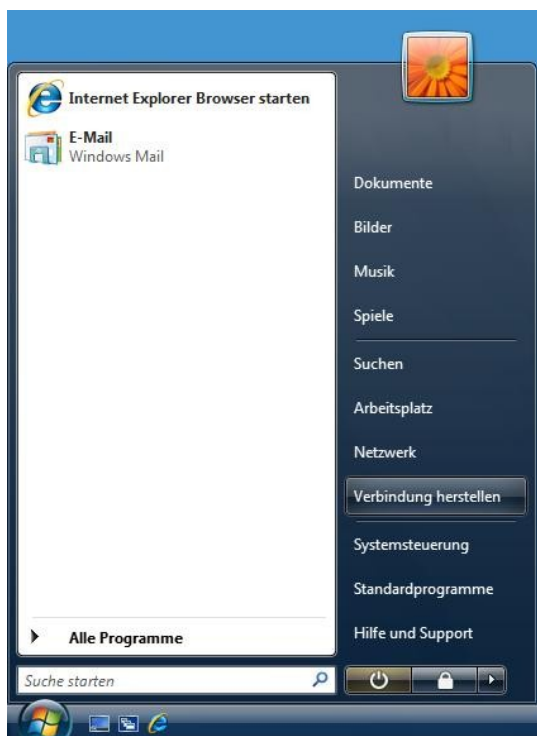 Internet Explorer Browser starten
E-Mail
Windows Mail
Alle Programme
Suche starten
Dokumente
Bilder
Musik
Spiele
Suchen
Arbeitsplatz
Netzwerk
Verbindung herstellen
Systemsteuerung
Standardprogramme
Hilfe und Support